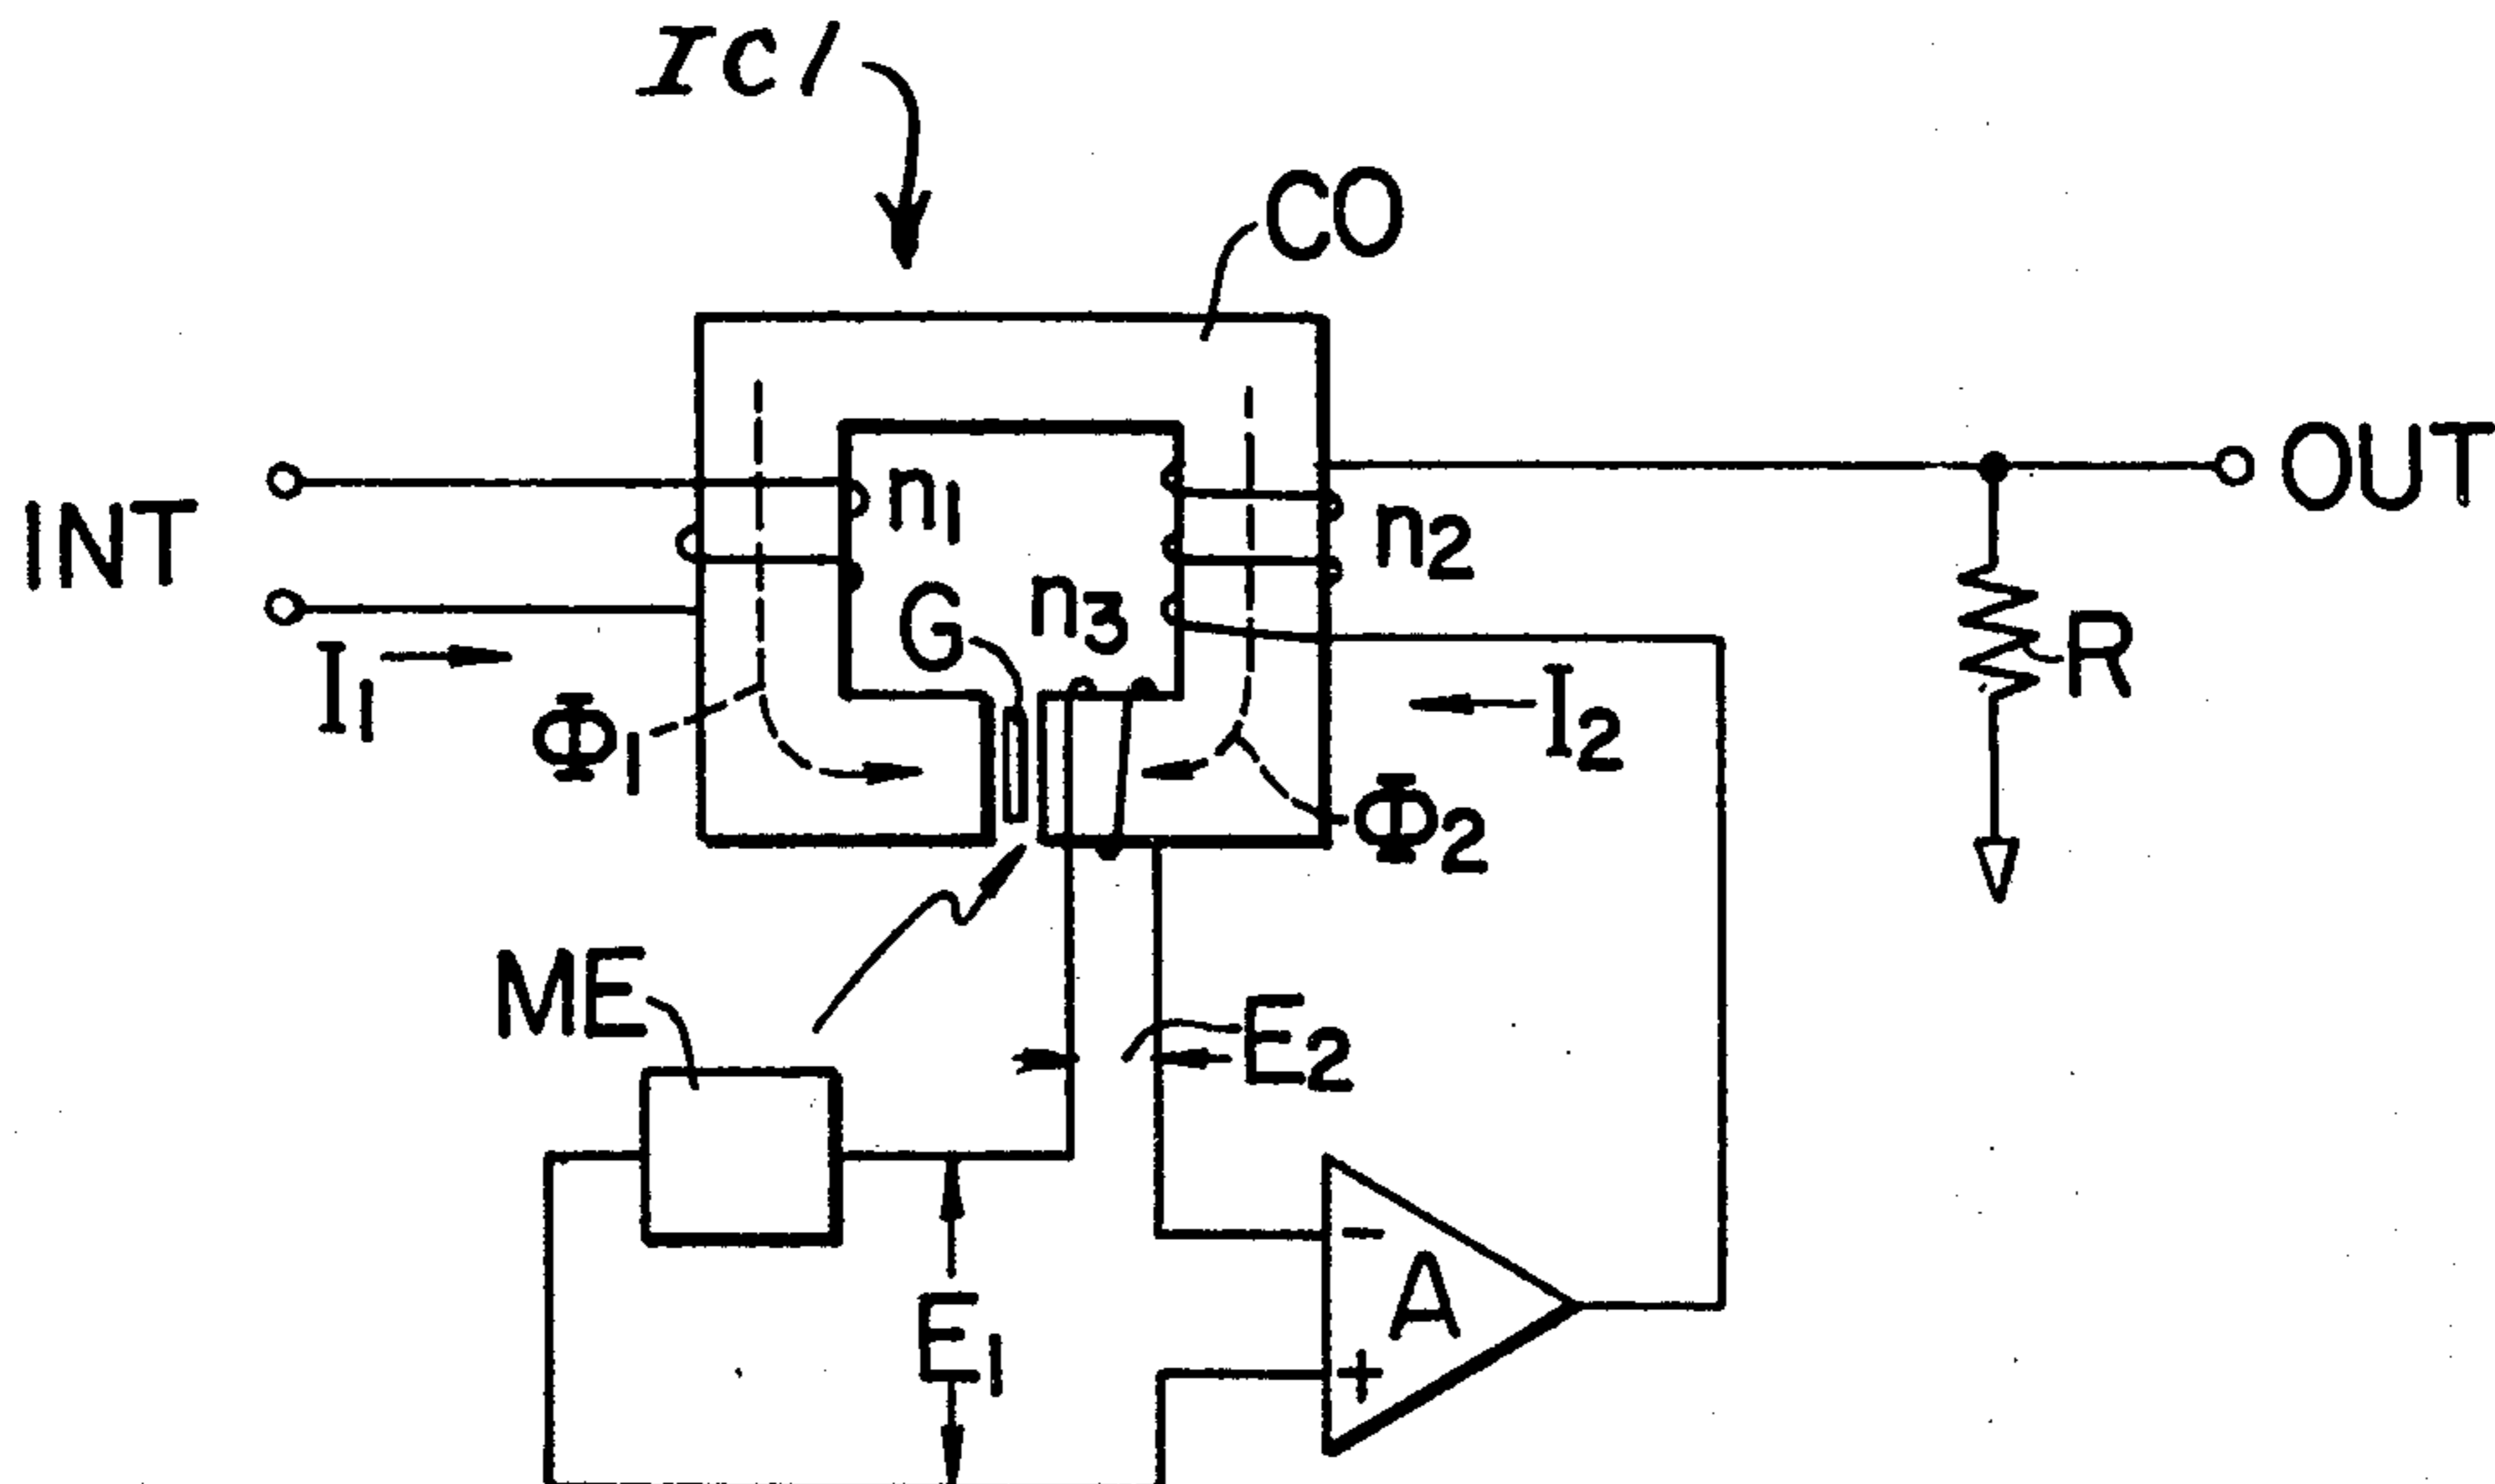 IC1
CO
INT
n1
n2
OUT
G
n3
R
I1
Φ1
I2
Φ2
ME
E2
E1
-
A
+